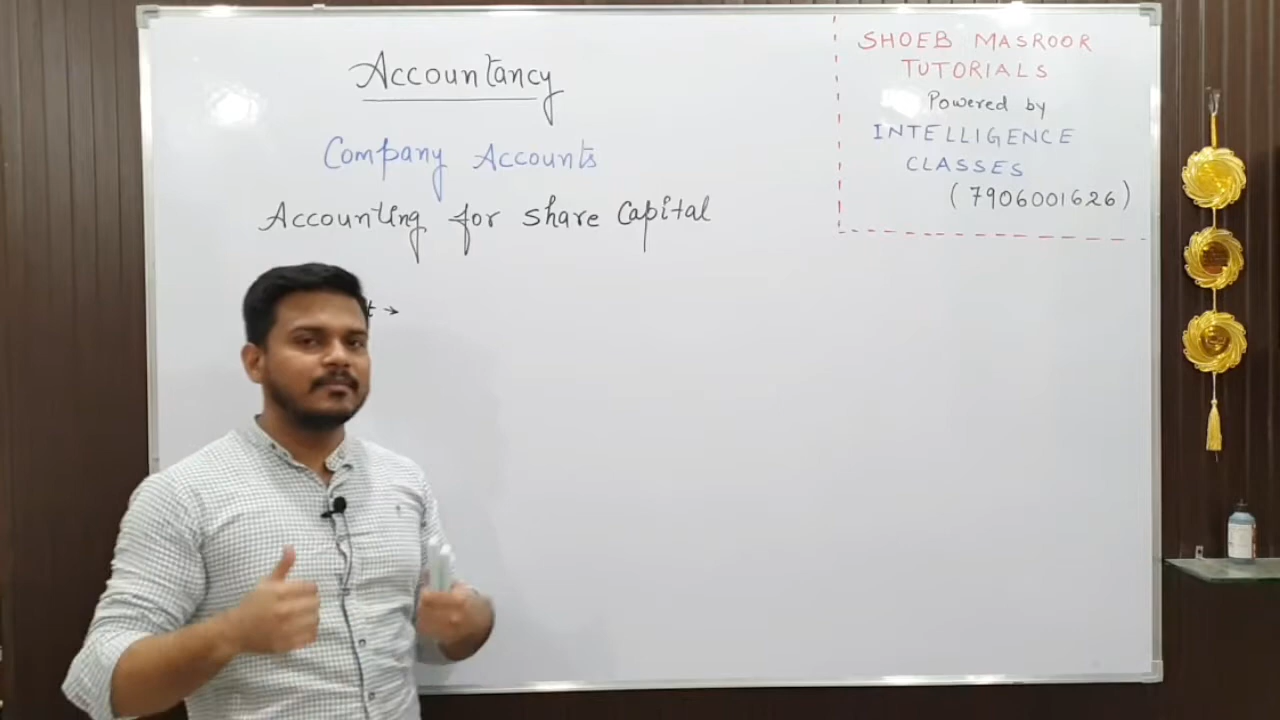 Accountancy
Company Accounts
Accounting for Share Capital
t →
SHOEB MASROOR
TUTORIALS
Powered by
INTELLIGENCE
CLASSES
(7906001626)